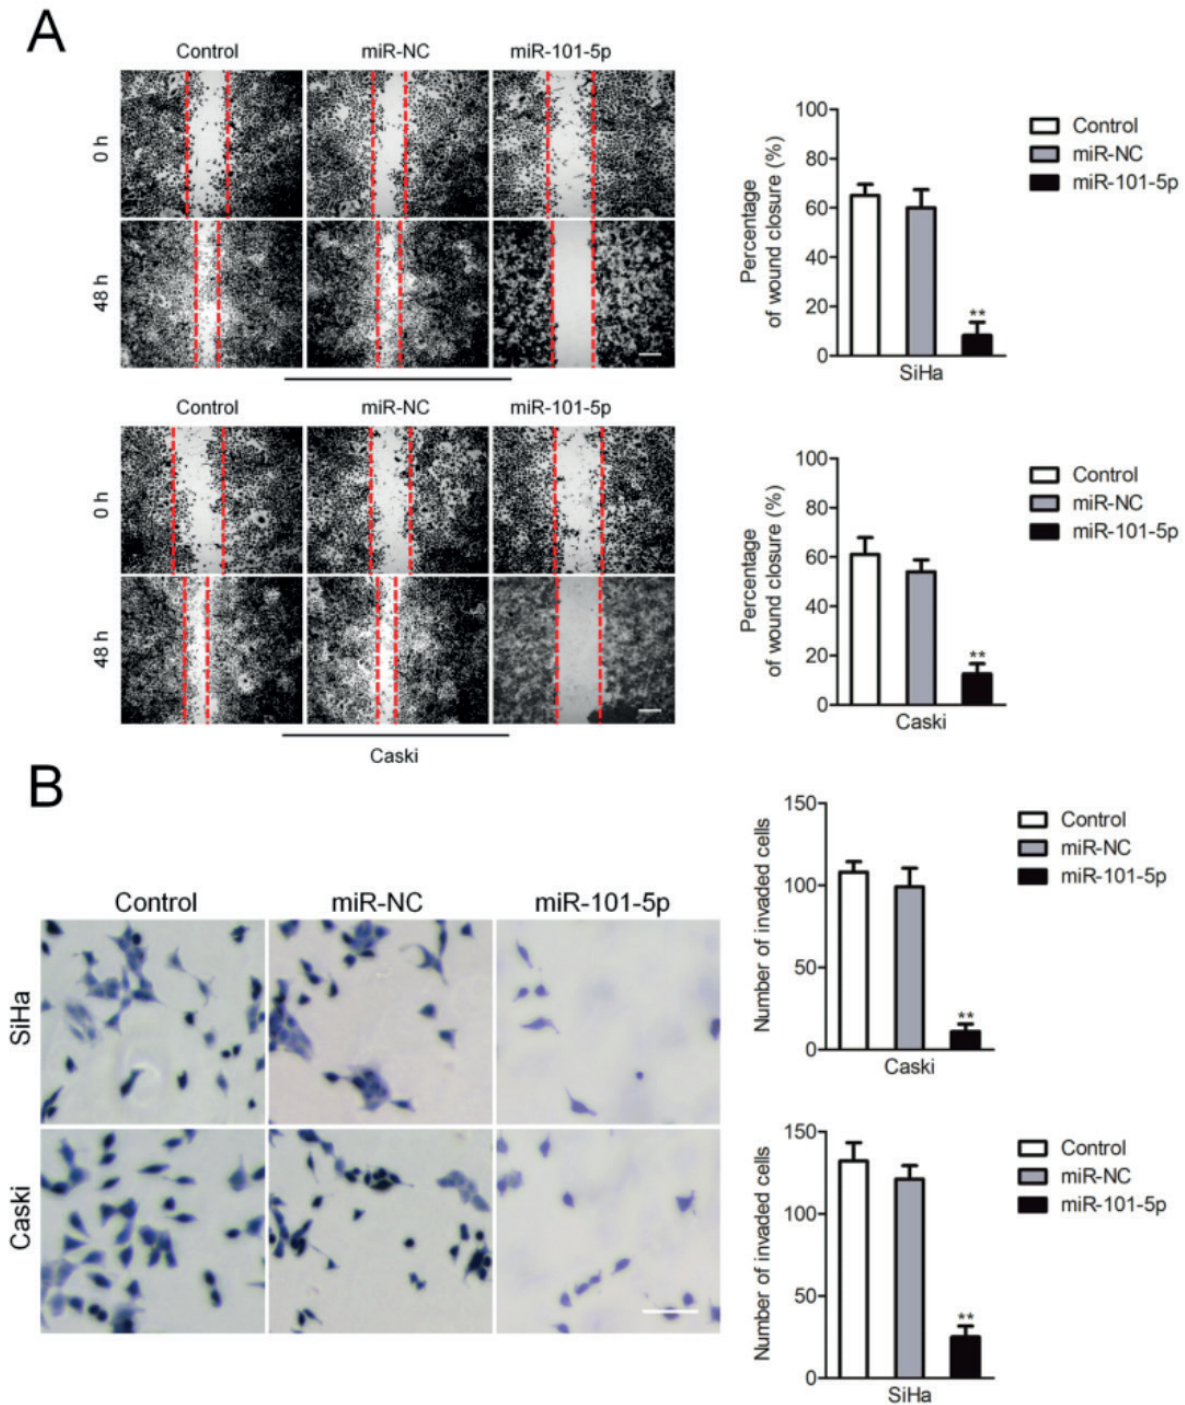 A
Control miR-NC miR-101-5p
0 h
48 h
100
80
60
40
20
0
Percentage
of wound closure (%)
**
SiHa
Control
miR-NC
miR-101-5p
Control miR-NC miR-101-5p
0 h
48 h
Caski
100
80
60
40
20
0
Percentage
of wound closure (%)
**
Caski
Control
miR-NC
miR-101-5p
B
Control miR-NC miR-101-5p
SiHa
Caski
150
100
50
0
Number of invaded cells
**
Caski
Control
miR-NC
miR-101-5p
150
100
50
0
Number of invaded cells
**
SiHa
Control
miR-NC
miR-101-5p